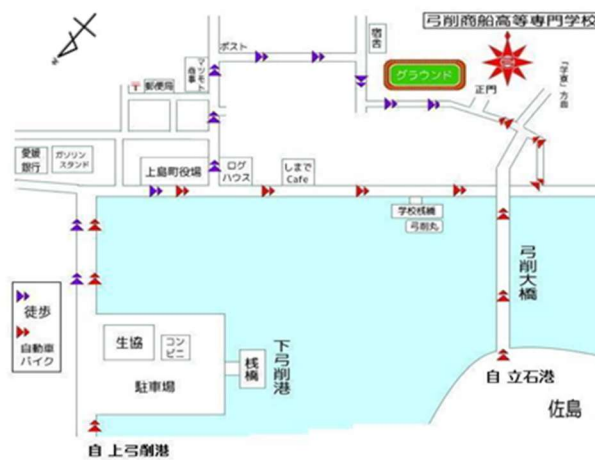 弓削商船高等専門学校
ポスト
宿舎
グラウンド
マツモト
商事
〒郵便局
正門
「学寮」方面
愛媛
銀行
ガソリン
スタンド
上島町役場
ログ
ハウス
しまで
Cafe
学校桟橋
弓削丸
弓削大橋
徒歩
自動車
バイク
生協
コン
ビニ
駐車場
桟橋
下弓削港
自 立石港
佐島
自 上弓削港